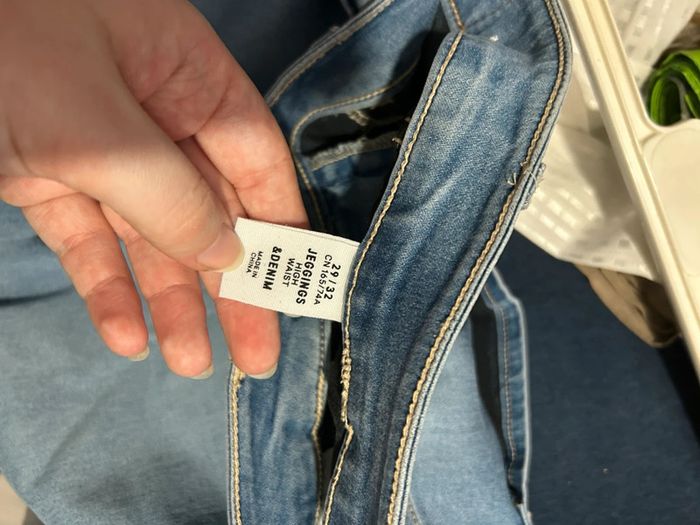 29/32
CN 165/74A
JEGGINGS
HIGH
WAIST
&DENIM
MADE IN
CHINA